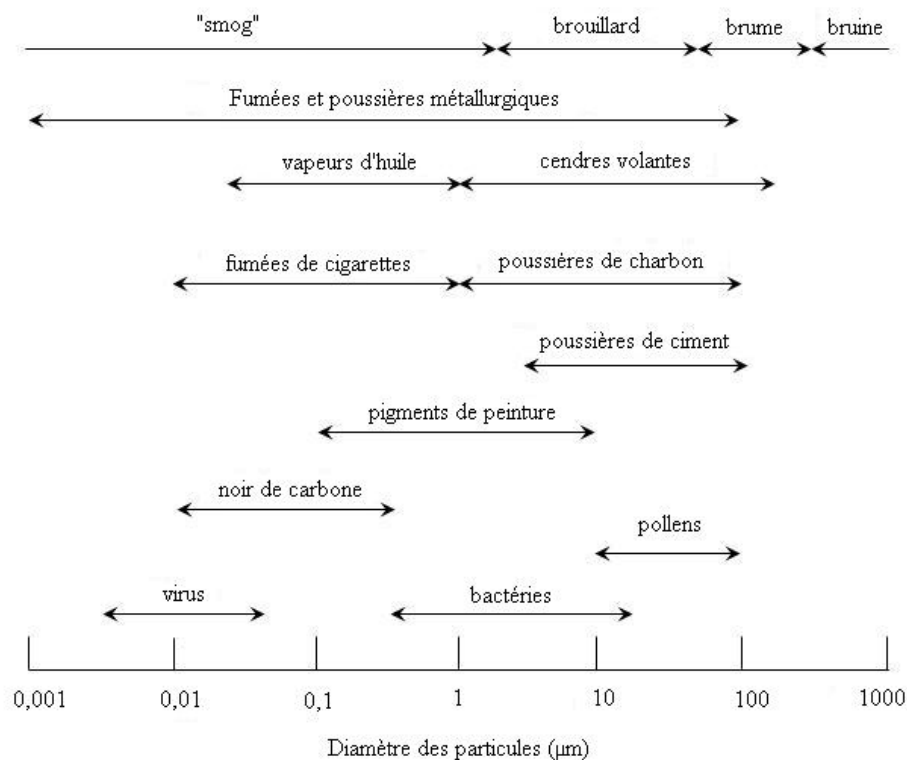 "smog" brouillard brume bruine
Fumées et poussières métallurgiques
vapeurs d'huile cendres volantes
fumées de cigarettes poussières de charbon
poussières de ciment
pigments de peinture
noir de carbone
pollens
virus bactéries
0,001 0,01 0,1 1 10 100 1000
Diamètre des particules (µm)